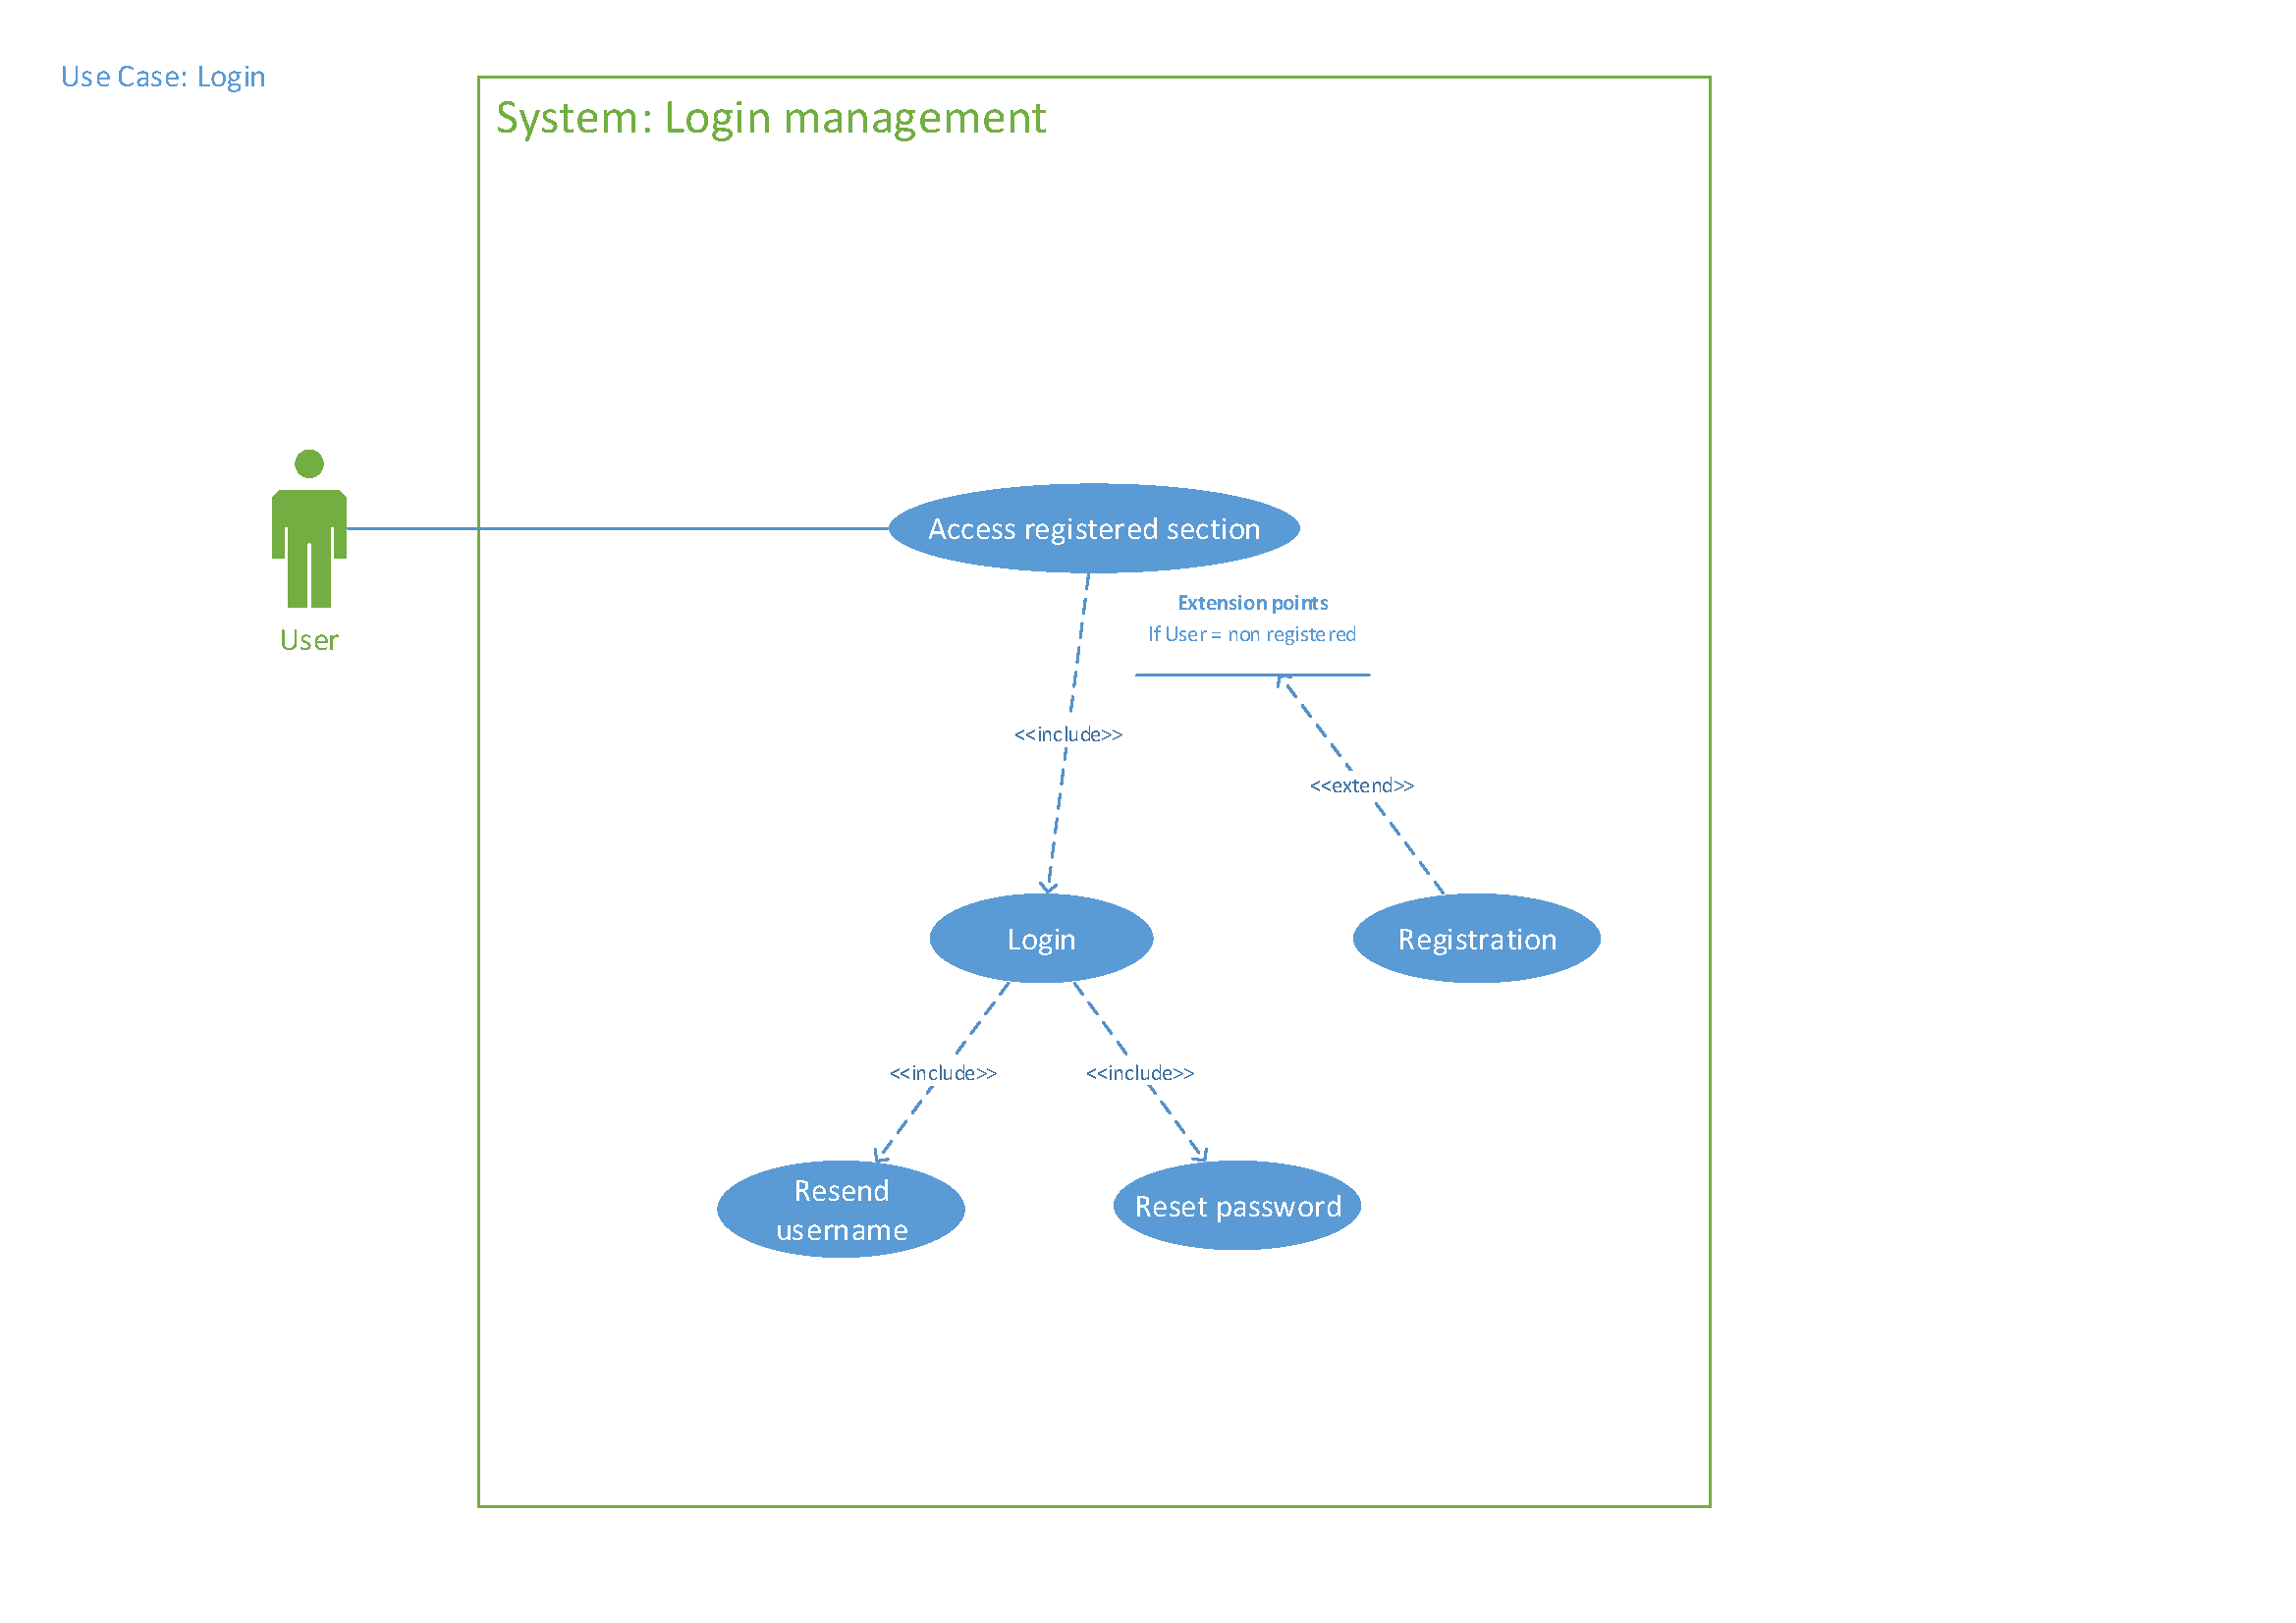 Use Case: Login
System: Login management
Access registered section
Extension points
If User = non registered
User
<<include>>
<<extend>>
Login
Registration
<<include>>
<<include>>
Resend
username
Reset password